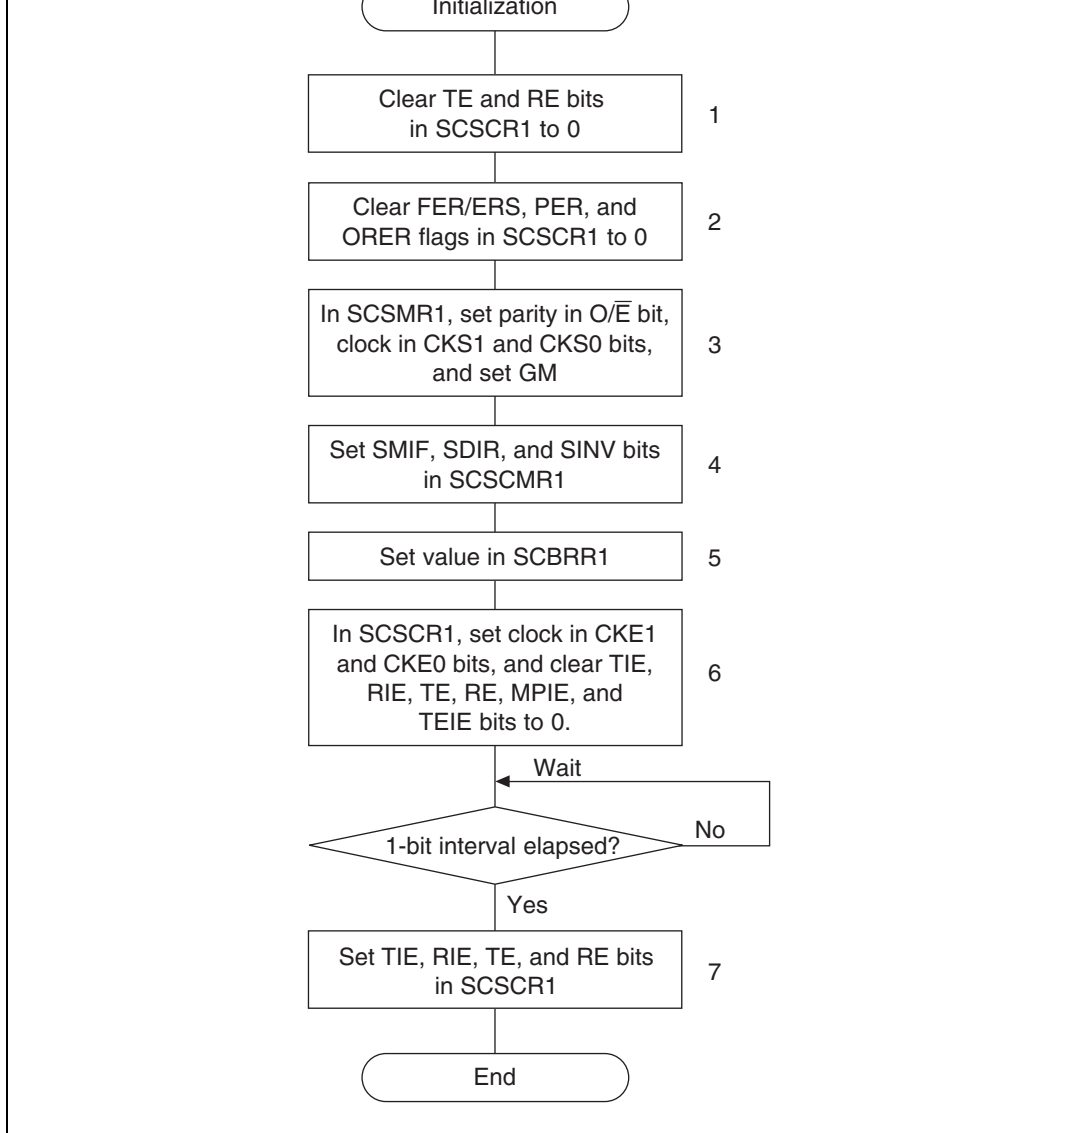 Initialization
Clear TE and RE bits
in SCSCR1 to 0
1
Clear FER/ERS, PER, and
ORER flags in SCSCR1 to 0
2
In SCSMR1, set parity in O/E̅ bit,
clock in CKS1 and CKS0 bits,
and set GM
3
Set SMIF, SDIR, and SINV bits
in SCSCMR1
4
Set value in SCBRR1
5
In SCSCR1, set clock in CKE1
and CKE0 bits, and clear TIE,
RIE, TE, RE, MPIE, and
TEIE bits to 0.
6
Wait
1-bit interval elapsed?
No
Yes
Set TIE, RIE, TE, and RE bits
in SCSCR1
7
End